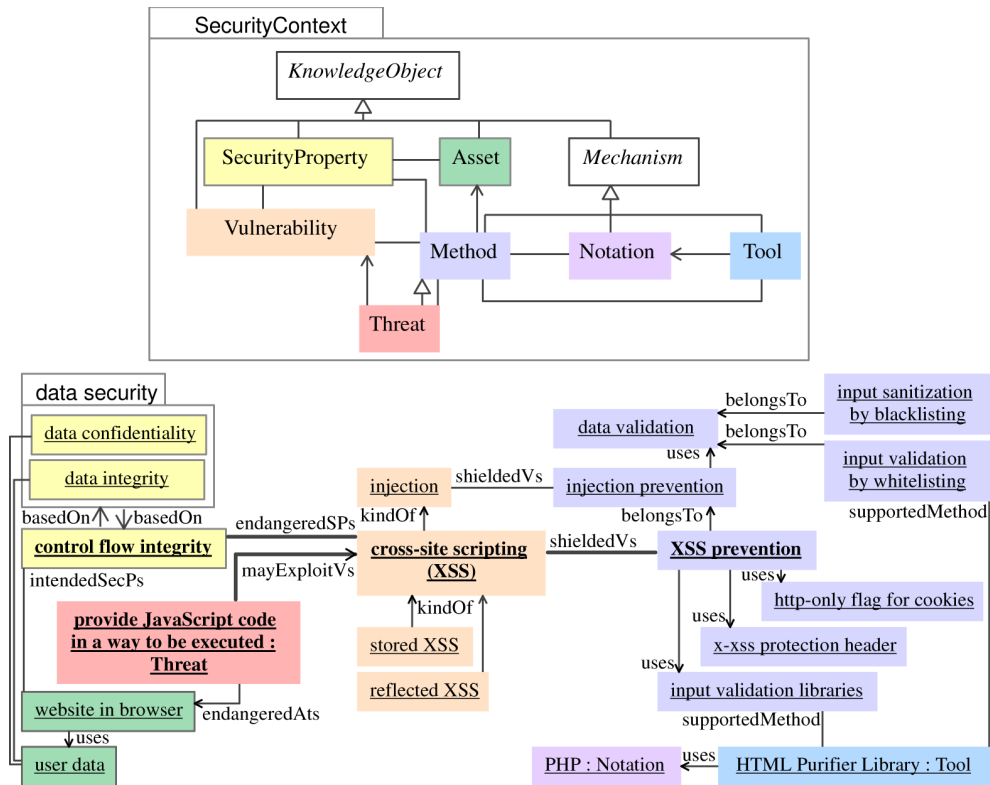 SecurityContext
KnowledgeObject
SecurityProperty
Asset
Mechanism
Vulnerability
Method
Notation
Tool
Threat
data security
data confidentiality
data integrity
basedOn
basedOn
control flow integrity
intendedSecPs
endangeredSPs
mayExploitVs
provide JavaScript code
in a way to be executed :
Threat
website in browser
endangeredAts
uses
user data
injection
kindOf
cross-site scripting
(XSS)
kindOf
stored XSS
reflected XSS
shieldedVs
shieldedVs
data validation
uses
injection prevention
belongsTo
XSS prevention
belongsTo
input sanitization
by blacklisting
belongsTo
input validation
by whitelisting
supportedMethod
uses
http-only flag for cookies
uses
x-xss protection header
uses
input validation libraries
supportedMethod
PHP : Notation
uses
HTML Purifier Library : Tool